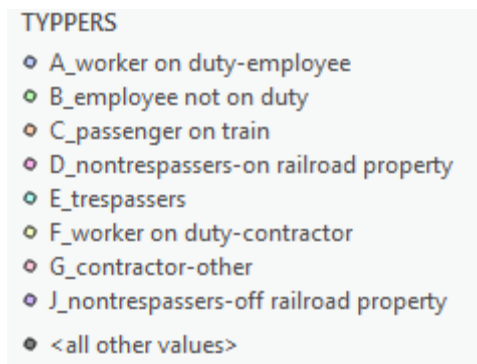 TYPPERS
A_worker on duty-employee
B_employee not on duty
C_passenger on train
D_nontrespassers-on railroad property
E_trespassers
F_worker on duty-contractor
G_contractor-other
J_nontrespassers-off railroad property
<all other values>